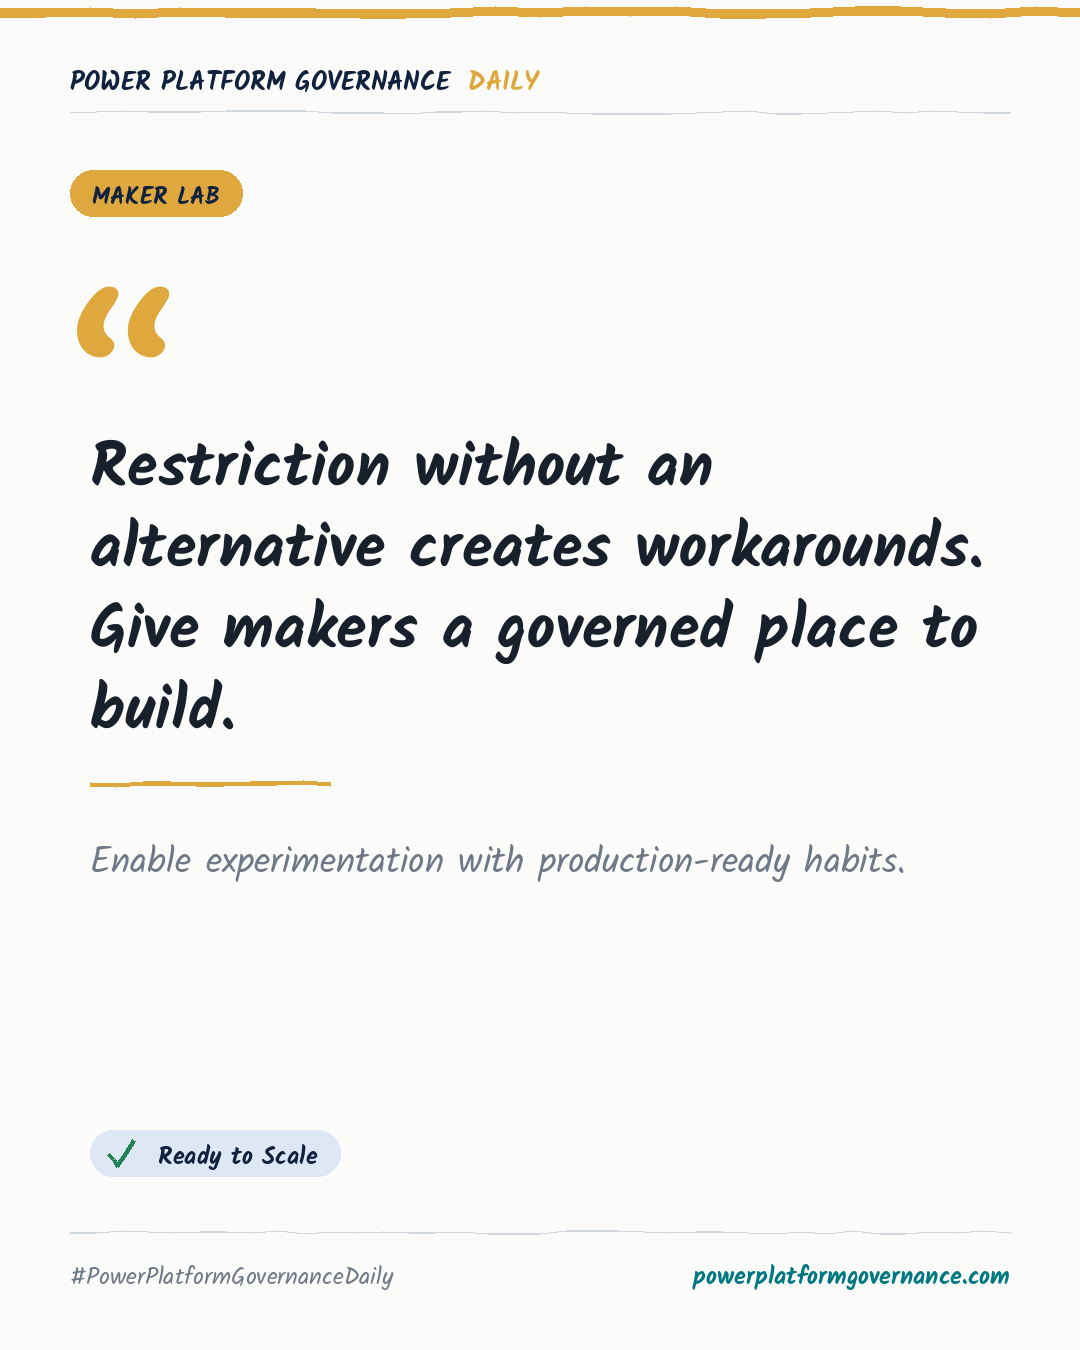 POWER PLATFORM GOVERNANCE DAILY
MAKER LAB
“
Restriction without an
alternative creates workarounds.
Give makers a governed place to
build.
Enable experimentation with production-ready habits.
✓ Ready to Scale
#PowerPlatformGovernanceDaily
powerplatformgovernance.com